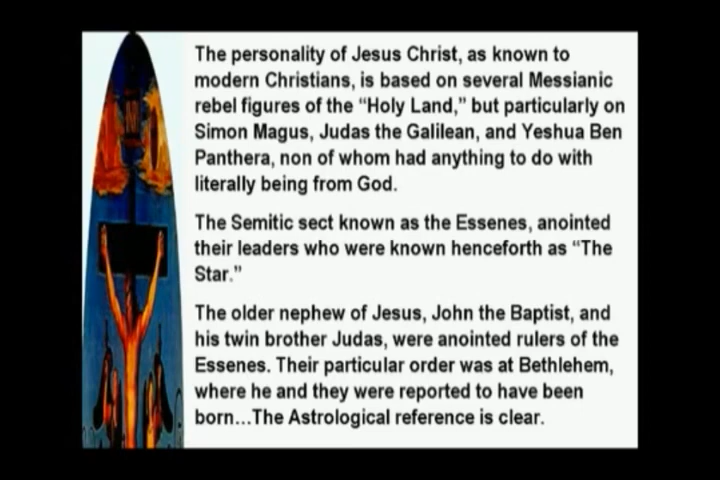 The personality of Jesus Christ, as known to
modern Christians, is based on several Messianic
rebel figures of the “Holy Land,” but particularly on
Simon Magus, Judas the Galilean, and Yeshua Ben
Panthera, non of whom had anything to do with
literally being from God.
The Semitic sect known as the Essenes, anointed
their leaders who were known henceforth as “The
Star.”
The older nephew of Jesus, John the Baptist, and
his twin brother Judas, were anointed rulers of the
Essenes. Their particular order was at Bethlehem,
where he and they were reported to have been
born…The Astrological reference is clear.